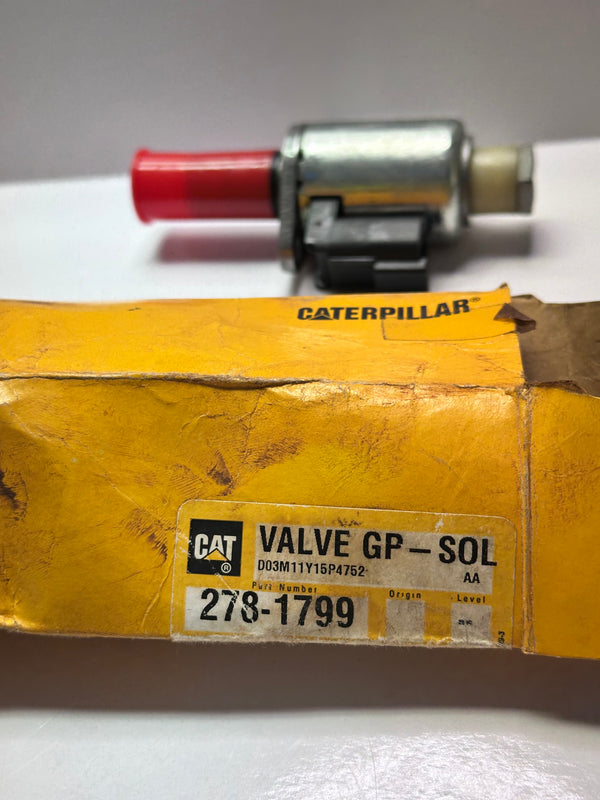 CATERPILLAR®
CAT®
VALVE GP-SOL
D03M11Y15P4752
AA
Part Number
Origin
Level
278-1799